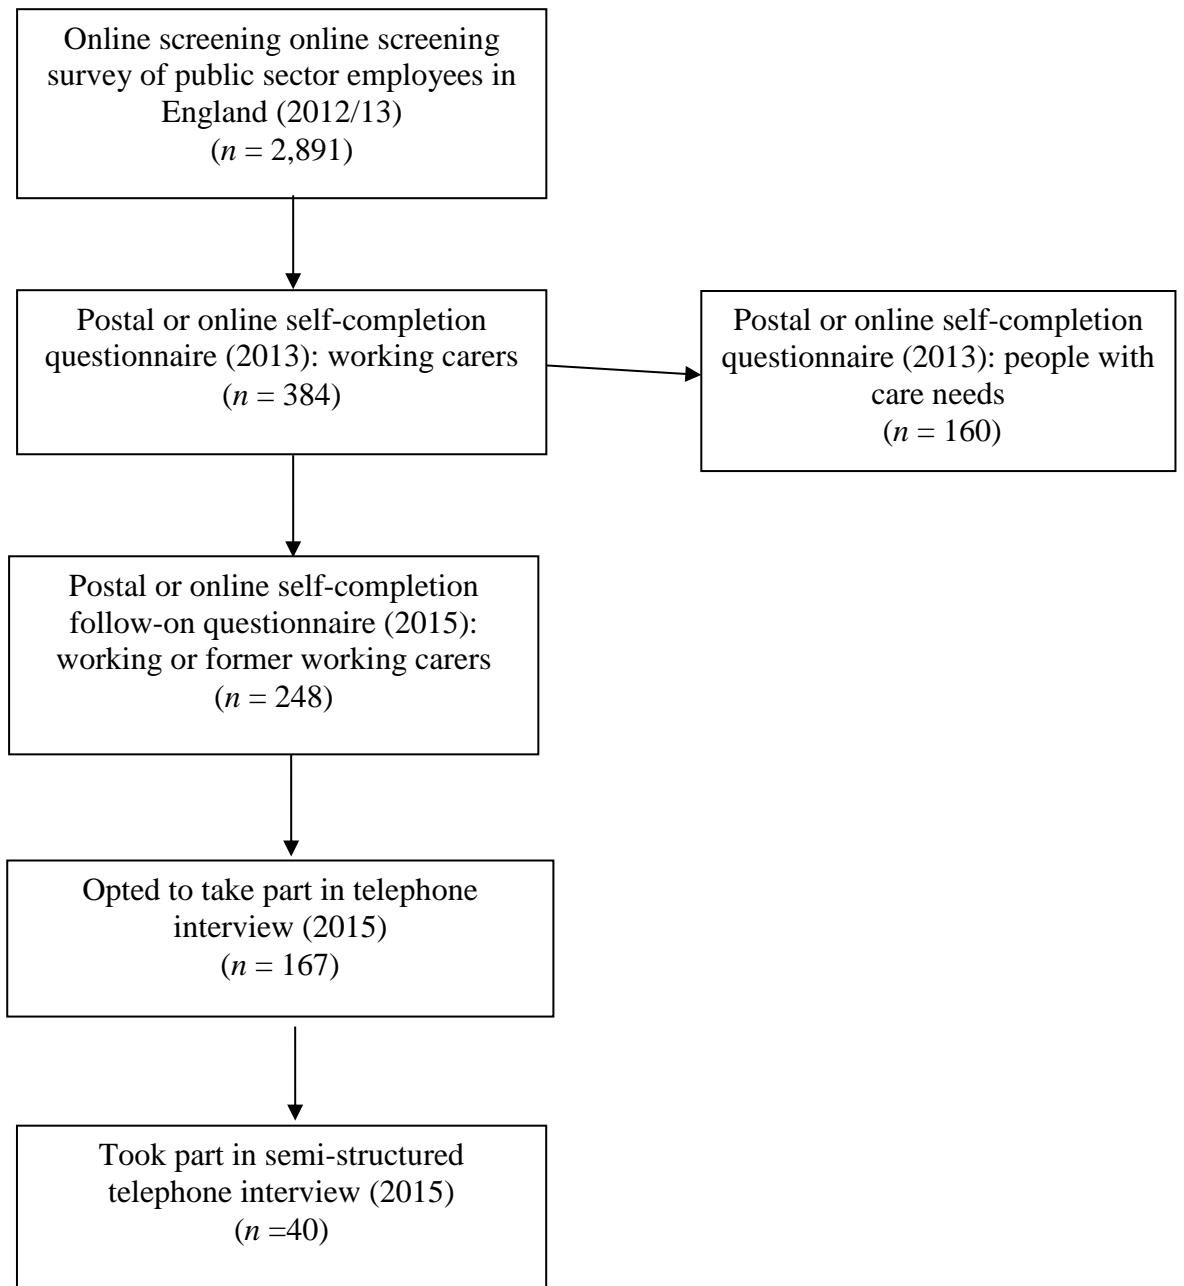 Online screening online screening
survey of public sector employees in
England (2012/13)
(n = 2,891)
Postal or online self-completion
questionnaire (2013): working carers
(n = 384)
Postal or online self-completion
questionnaire (2013): people with
care needs
(n = 160)
Postal or online self-completion
follow-on questionnaire (2015):
working or former working carers
(n = 248)
Opted to take part in telephone
interview (2015)
(n = 167)
Took part in semi-structured
telephone interview (2015)
(n =40)